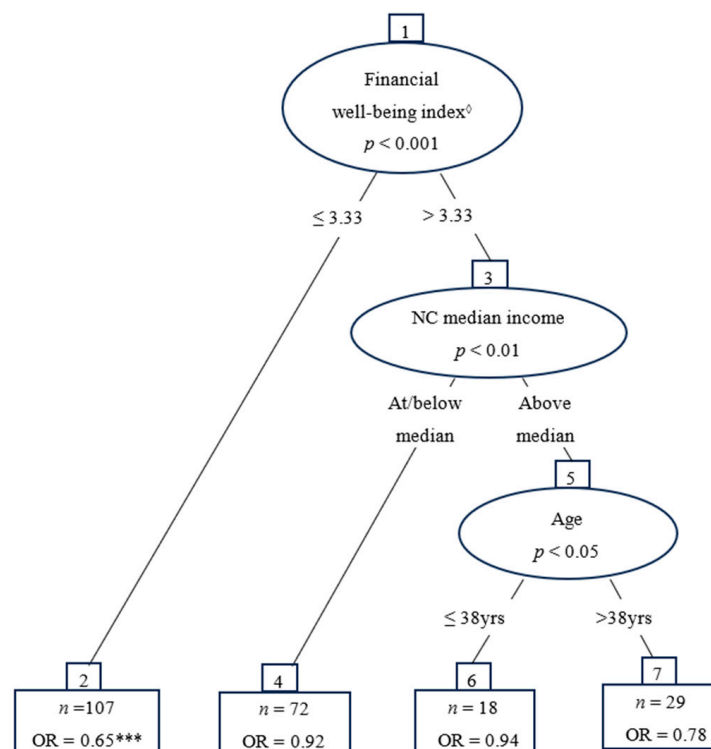 1
Financial
well-being index◊
p < 0.001
≤ 3.33
> 3.33
3
NC median income
p < 0.01
At/below
median
Above
median
5
Age
p < 0.05
≤ 38yrs
>38yrs
2
n =107
OR = 0.65***
4
n = 72
OR = 0.92
6
n = 18
OR = 0.94
7
n = 29
OR = 0.78